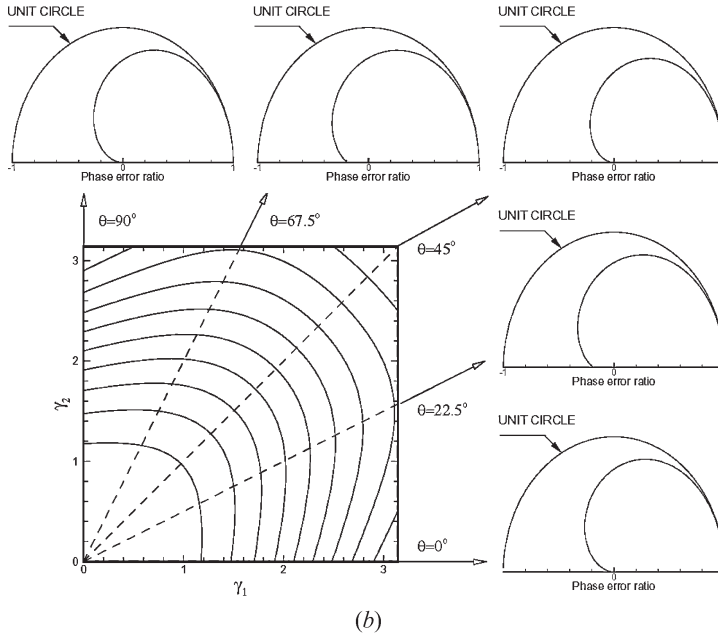 UNIT CIRCLE
UNIT CIRCLE
UNIT CIRCLE
-1 0 1
-1 0 1
-1 0
Phase error ratio
Phase error ratio
Phase error ratio
θ=90°
θ=67.5°
θ=45°
UNIT CIRCLE
-1 0
Phase error ratio
θ=22.5°
UNIT CIRCLE
-1 0
Phase error ratio
θ=0°
3
2
1
0
γ2
0 1 2 3
γ1
(b)